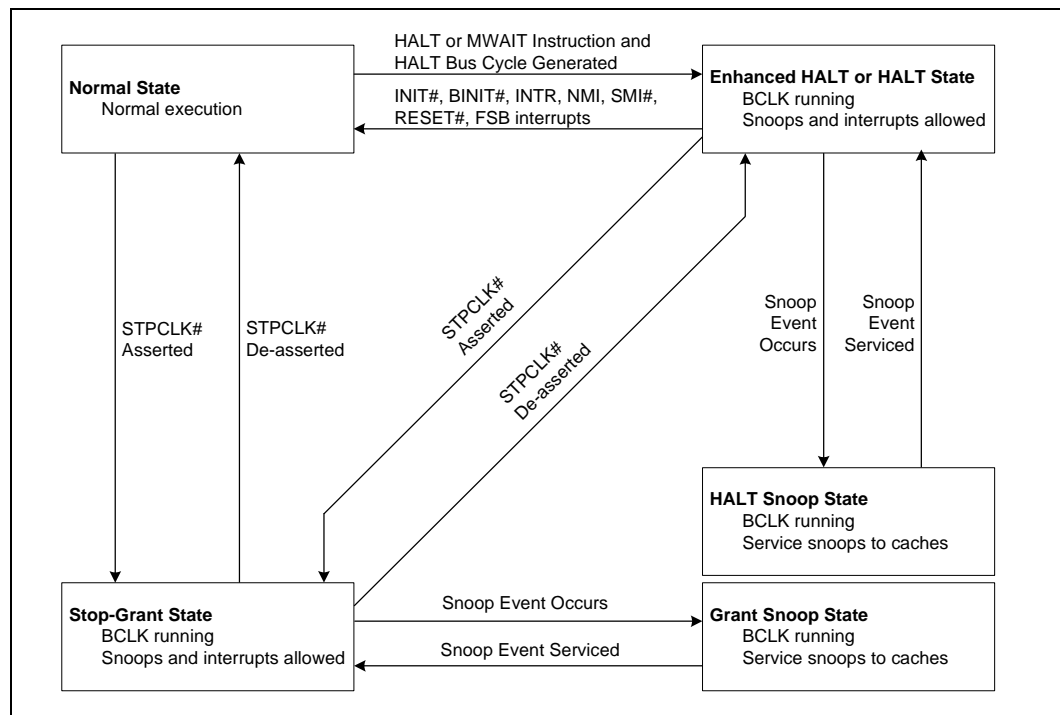 HALT or MWAIT Instruction and
HALT Bus Cycle Generated
Normal State
Normal execution
INIT#, BINIT#, INTR, NMI, SMI#,
RESET#, FSB interrupts
Enhanced HALT or HALT State
BCLK running
Snoops and interrupts allowed
STPCLK#
Asserted
STPCLK#
De-asserted
STPCLK#
Asserted
STPCLK#
De-asserted
Snoop
Event
Occurs
Snoop
Event
Serviced
HALT Snoop State
BCLK running
Service snoops to caches
Stop-Grant State
BCLK running
Snoops and interrupts allowed
Snoop Event Occurs
Snoop Event Serviced
Grant Snoop State
BCLK running
Service snoops to caches